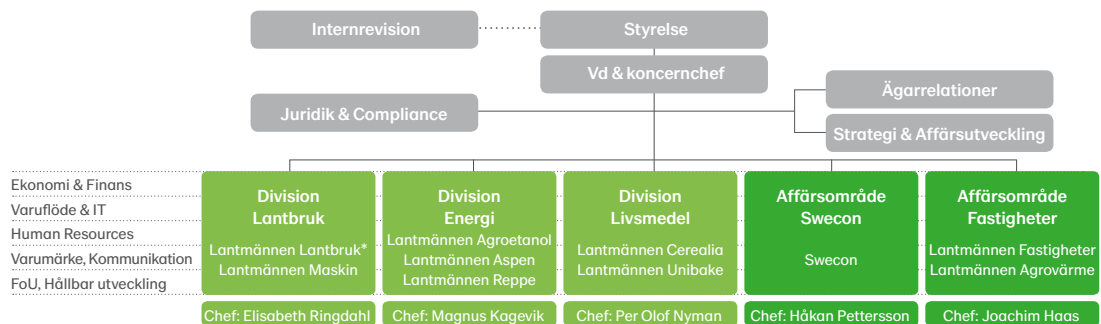 Internrevision
Styrelse
Vd & koncernchef
Ägarrelationer
Juridik & Compliance
Strategi & Affärsutveckling
Ekonomi & Finans
Varuflöde & IT
Human Resources
Varumärke, Kommunikation
FoU, Hållbar utveckling
Division
Lantbruk
Lantmännen Lantbruk*
Lantmännen Maskin
Chef: Elisabeth Ringdahl
Division
Energi
Lantmännen Agroetanol
Lantmännen Aspen
Lantmännen Reppe
Chef: Magnus Kagevik
Division
Livsmedel
Lantmännen Cerealia
Lantmännen Unibake
Chef: Per Olof Nyman
Affärsområde
Swecon
Swecon
Chef: Håkan Pettersson
Affärsområde
Fastigheter
Lantmännen Fastigheter
Lantmännen Agrovärme
Chef: Joachim Haas